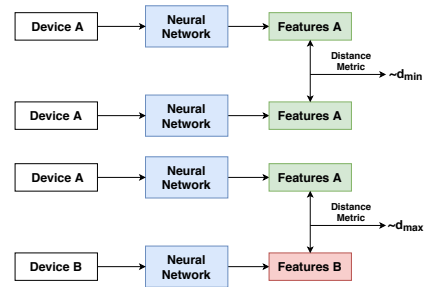 Device A
Neural
Network
Features A
Distance
Metric
~dmin
Device A
Neural
Network
Features A
Device A
Neural
Network
Features A
Distance
Metric
~dmax
Device B
Neural
Network
Features B